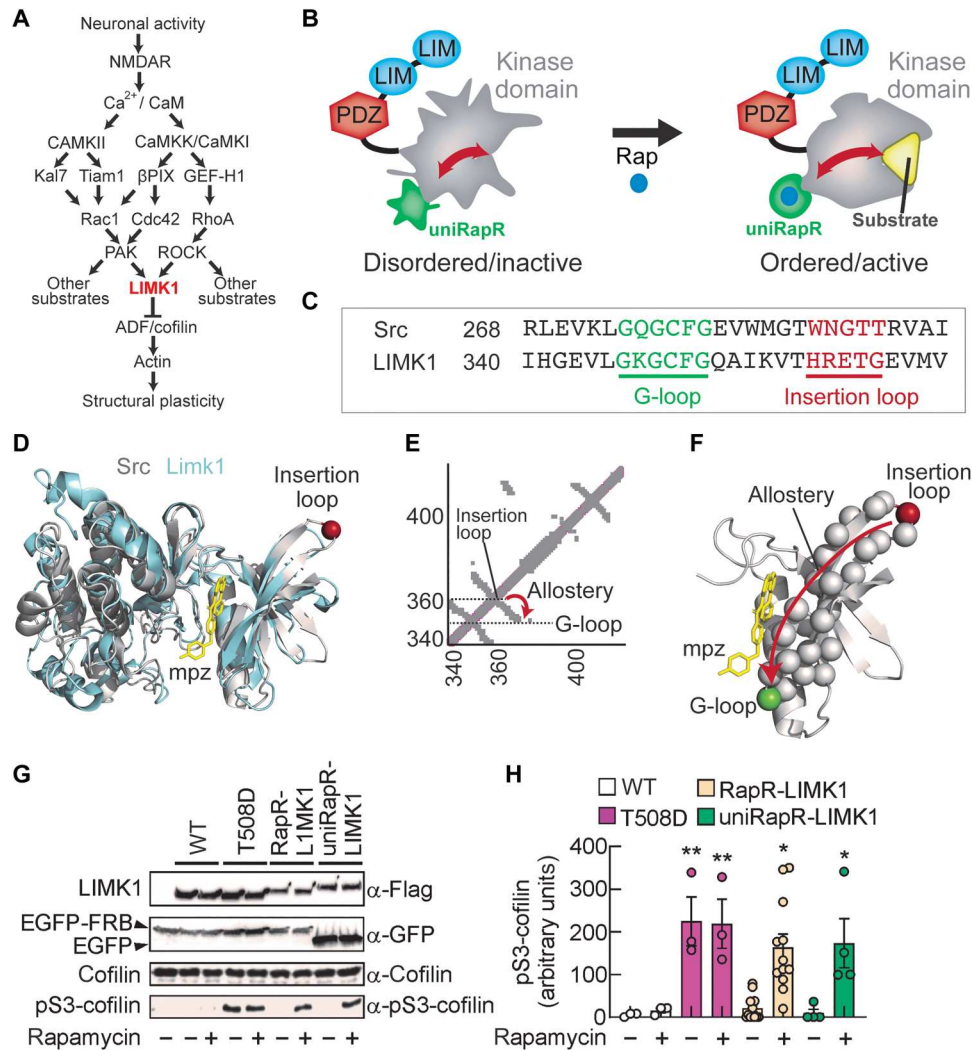 A
Neuronal activity
NMDAR
Ca2+/ CaM
CAMKII CaMKK/CaMKI
Kal7 Tiam1 βPIX GEF-H1
Rac1 Cdc42 RhoA
PAK ROCK
Other substrates LIMK1 Other substrates
ADF/cofilin
Actin
Structural plasticity
B
LIM
LIM
PDZ
Kinase domain
uniRapR
Disordered/inactive
Rap
LIM
LIM
PDZ
Kinase domain
uniRapR
Substrate
Ordered/active
C
Src 268 RLEVKLGQGCFGEVWMGTWNGTTRVAI
LIMK1 340 IHGEVLGKGCFGQAIKVTHRETGEVMV
G-loop Insertion loop
D
Src Limk1
Insertion loop
mpz
E
400
360
340
Insertion loop
Allostery
G-loop
340 360 400
F
Allostery
Insertion loop
mpz
G-loop
G
WT
T508D
RapR-
L1MK1
uniRapR-
LIMK1
LIMK1 α-Flag
EGFP-FRB
EGFP
α-GFP
Cofilin α-Cofilin
pS3-cofilin α-pS3-cofilin
Rapamycin − + − + − + − +
H
WT RapR-LIMK1
T508D uniRapR-LIMK1
pS3-cofilin
(arbitrary units)
400
300
200
100
0
** ** * *
Rapamycin − + − + − + − +